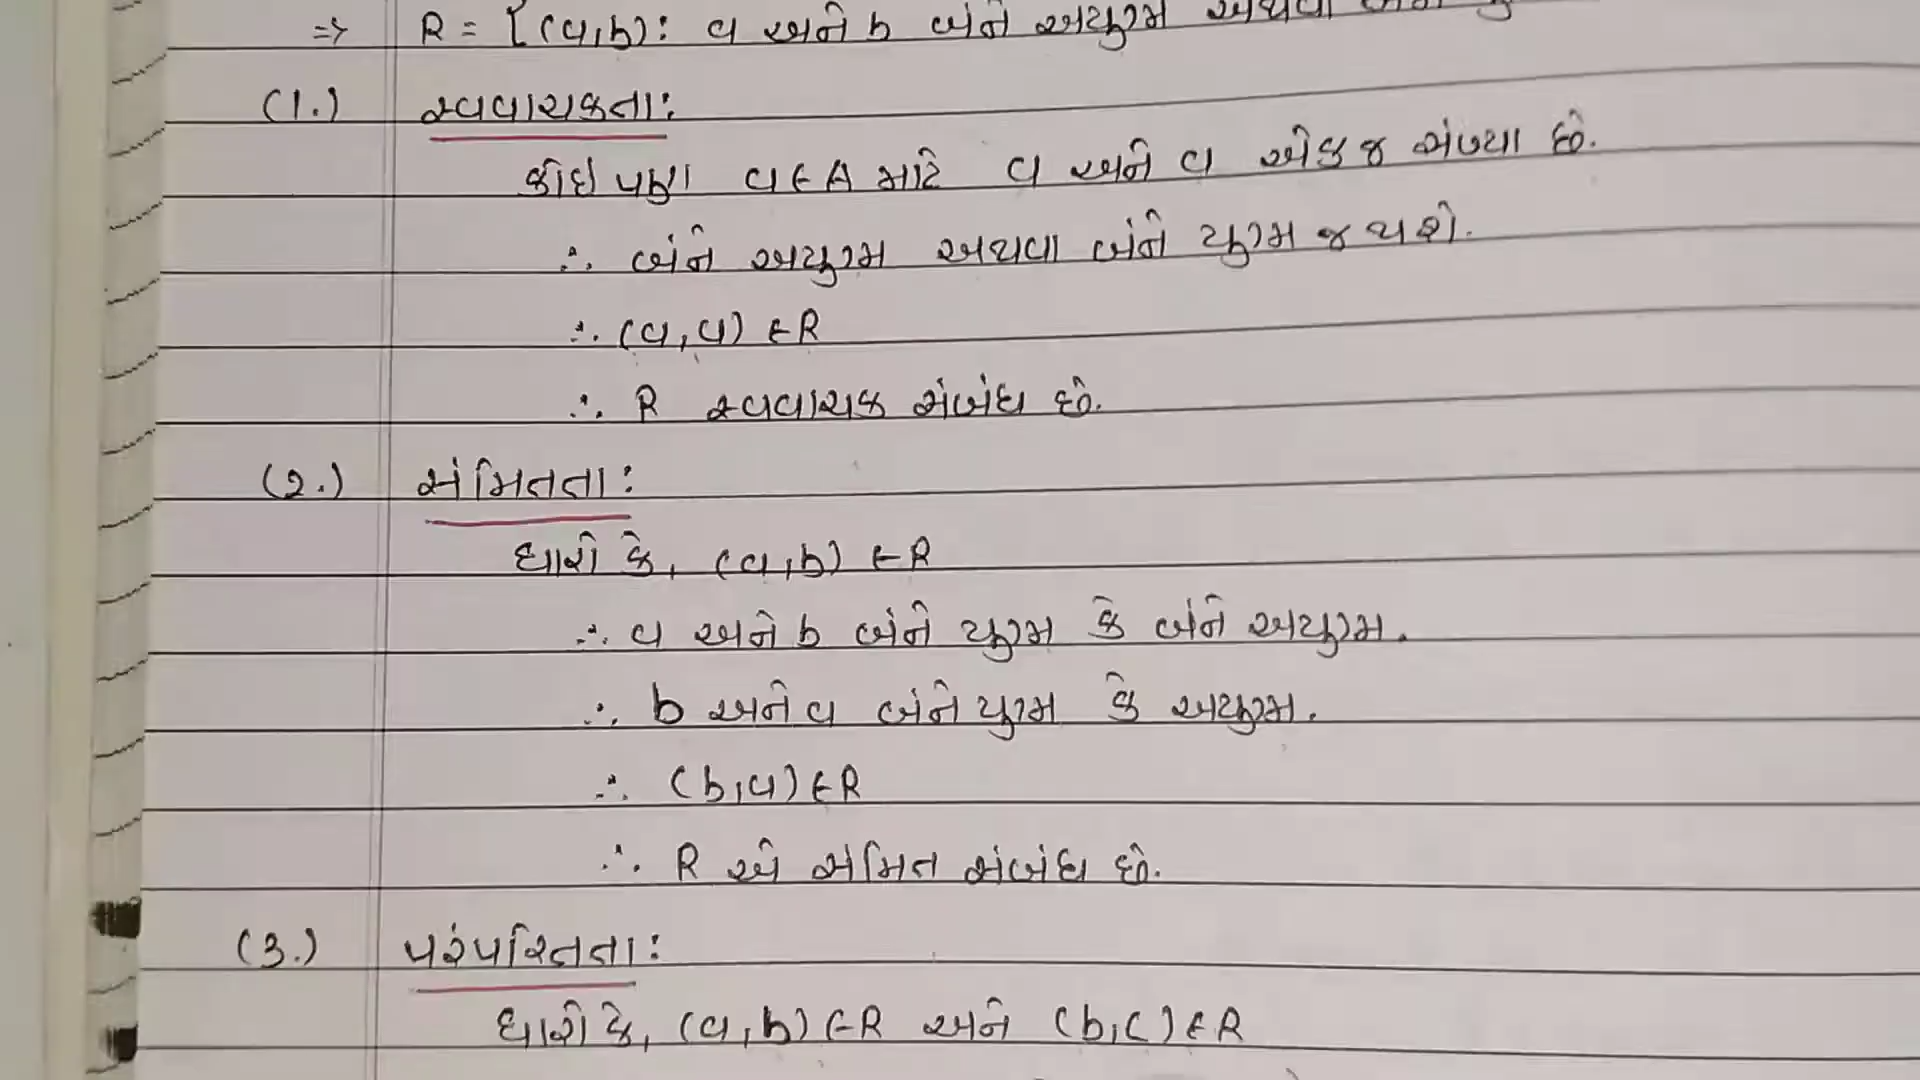 ⇒ R = {(a,b): a અને b બંને અયુગ્મ અથવા
(1.) સ્વવાચકતા:
કોઈ પણ a ∈ A માટે a અને a એક જ સંખ્યા છે.
∴ બંને અયુગ્મ અથવા બંને યુગ્મ જ થશે.
∴ (a,a) ∈ R
∴ R સ્વવાચક સંબંધ છે.
(2.) સંમિતતા:
ધારો કે, (a,b) ∈ R
∴ a અને b બંને યુગ્મ કે બંને અયુગ્મ.
∴ b અને a બંને યુગ્મ કે અયુગ્મ.
∴ (b,a) ∈ R
∴ R એ સંમિત સંબંધ છે.
(3.) પરંપરિતતા:
ધારો કે, (a,b) ∈ R અને (b,c) ∈ R